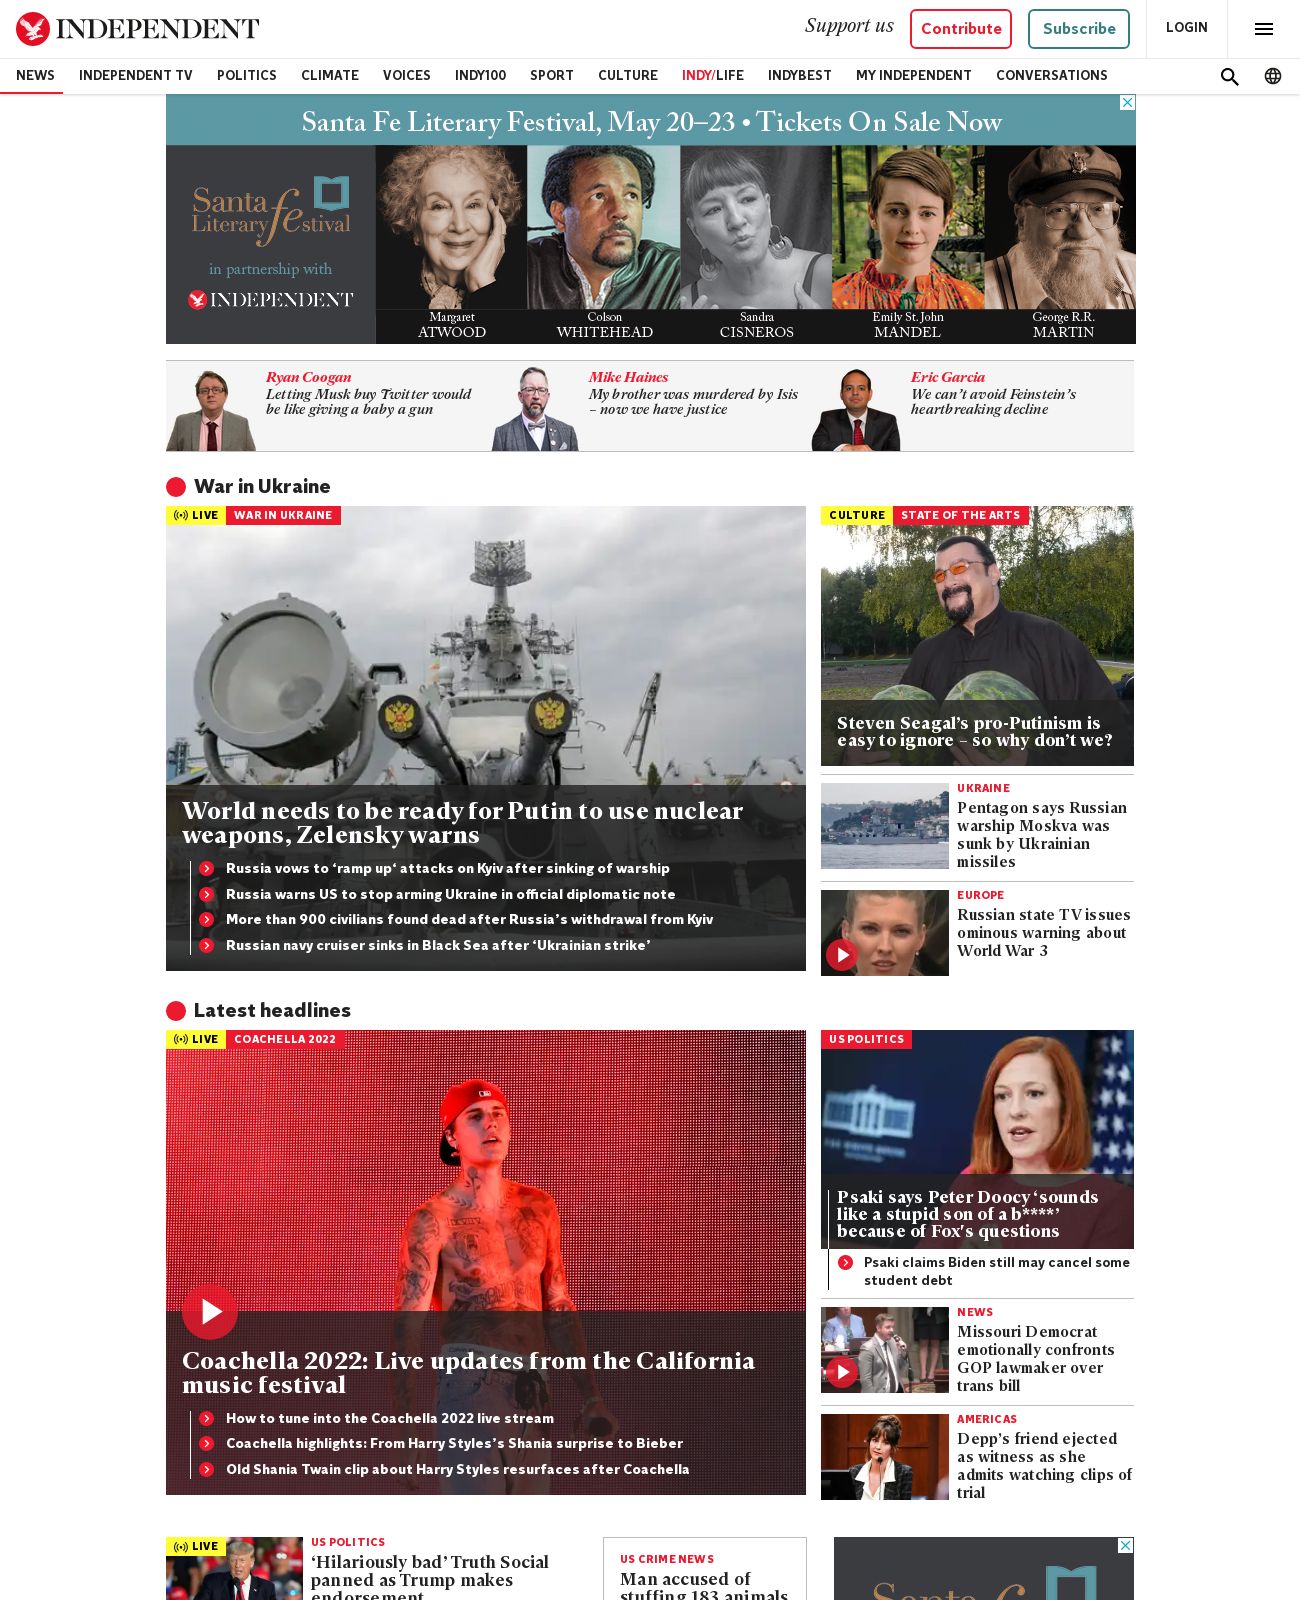 INDEPENDENT
Support us
Contribute
Subscribe
LOGIN
NEWS INDEPENDENT TV POLITICS CLIMATE VOICES INDY100 SPORT CULTURE INDY/LIFE INDYBEST MY INDEPENDENT CONVERSATIONS
Santa Fe Literary Festival, May 20–23 • Tickets On Sale Now
Santa fe
Literary Festival
in partnership with
INDEPENDENT
Margaret
ATWOOD
Colson
WHITEHEAD
Sandra
CISNEROS
Emily St. John
MANDEL
George R.R.
MARTIN
Ryan Coogan
Letting Musk buy Twitter would
be like giving a baby a gun
Mike Haines
My brother was murdered by Isis
– now we have justice
Eric Garcia
We can’t avoid Feinstein’s
heartbreaking decline
War in Ukraine
LIVE WAR IN UKRAINE
World needs to be ready for Putin to use nuclear
weapons, Zelensky warns
Russia vows to ‘ramp up‘ attacks on Kyiv after sinking of warship
Russia warns US to stop arming Ukraine in official diplomatic note
More than 900 civilians found dead after Russia’s withdrawal from Kyiv
Russian navy cruiser sinks in Black Sea after ‘Ukrainian strike’
CULTURE STATE OF THE ARTS
Steven Seagal’s pro-Putinism is
easy to ignore – so why don’t we?
UKRAINE
Pentagon says Russian
warship Moskva was
sunk by Ukrainian
missiles
EUROPE
Russian state TV issues
ominous warning about
World War 3
Latest headlines
LIVE COACHELLA 2022
Coachella 2022: Live updates from the California
music festival
How to tune into the Coachella 2022 live stream
Coachella highlights: From Harry Styles’s Shania surprise to Bieber
Old Shania Twain clip about Harry Styles resurfaces after Coachella
US POLITICS
Psaki says Peter Doocy ‘sounds
like a stupid son of a b****’
because of Fox's questions
Psaki claims Biden still may cancel some
student debt
NEWS
Missouri Democrat
emotionally confronts
GOP lawmaker over
trans bill
AMERICAS
Depp’s friend ejected
as witness as she
admits watching clips of
trial
LIVE
US POLITICS
‘Hilariously bad’ Truth Social
panned as Trump makes
endorsement
US CRIME NEWS
Man accused of
stuffing 183 animals
Santa fe